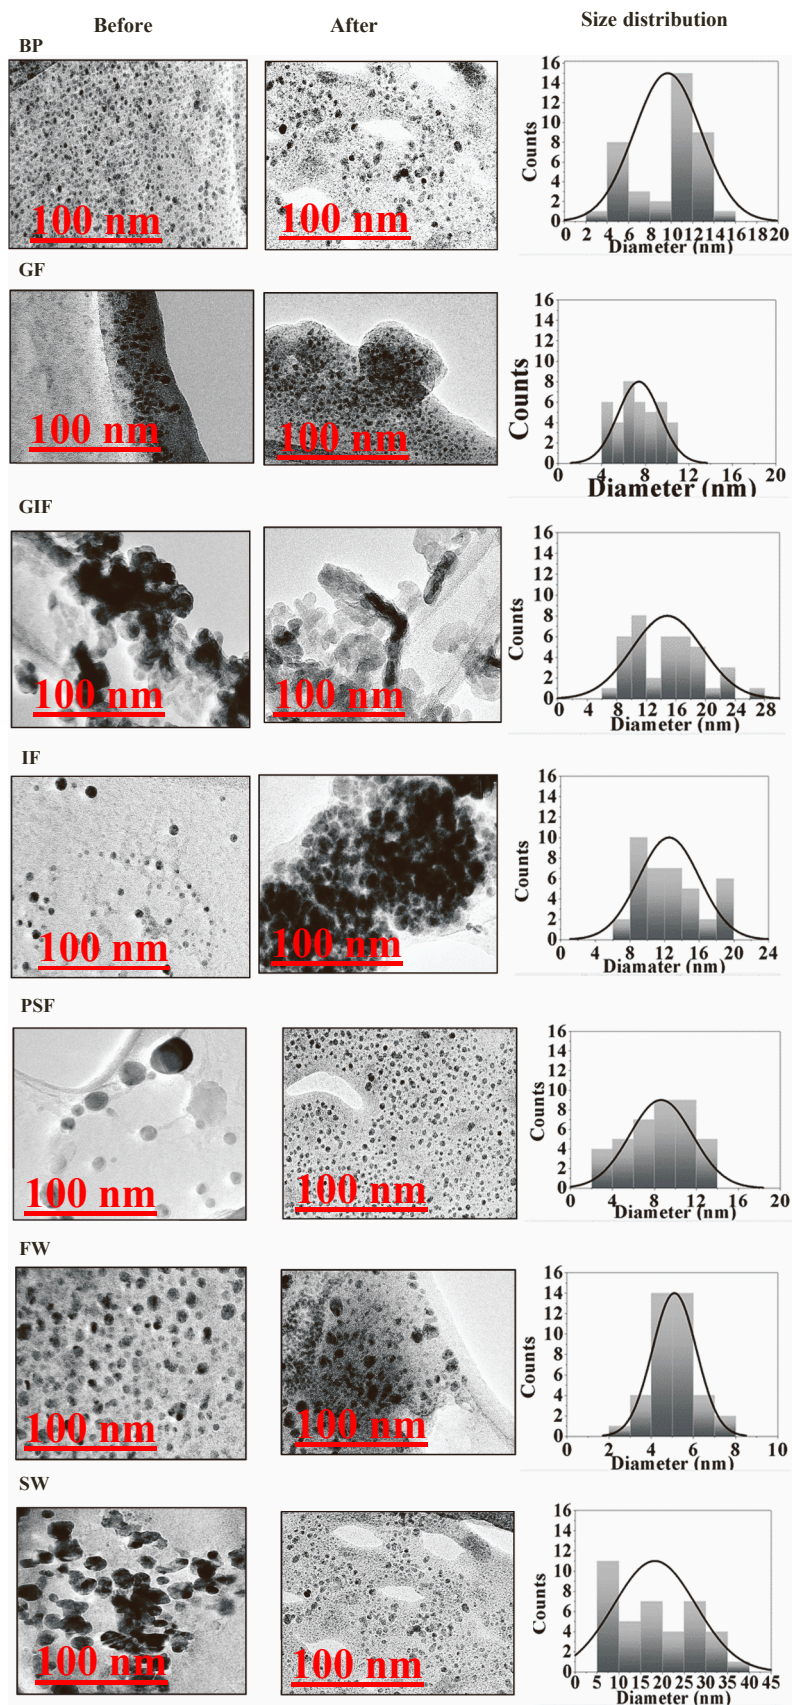 Before After Size distribution
BP
100 nm
100 nm
16
14
12
10
8
6
4
2
0
Counts
0 2 4 6 8 10 12 14 16 18 20
Diameter (nm)
GF
100 nm
100 nm
16
14
12
10
8
6
4
2
0
Counts
0 4 8 12 16 20
Diameter (nm)
GIF
100 nm
100 nm
16
14
12
10
8
6
4
2
0
Counts
0 4 8 12 16 20 24 28
Diameter (nm)
IF
100 nm
100 nm
16
14
12
10
8
6
4
2
0
Counts
0 4 8 12 16 20 24
Diamater (nm)
PSF
100 nm
100 nm
16
14
12
10
8
6
4
2
0
Counts
0 4 8 12 16 20
Diameter (nm)
FW
100 nm
100 nm
16
14
12
10
8
6
4
2
0
Counts
0 2 4 6 8 10
Diameter (nm)
SW
100 nm
100 nm
16
14
12
10
8
6
4
2
0
Counts
0 5 10 15 20 25 30 35 40 45
Diameter (nm)